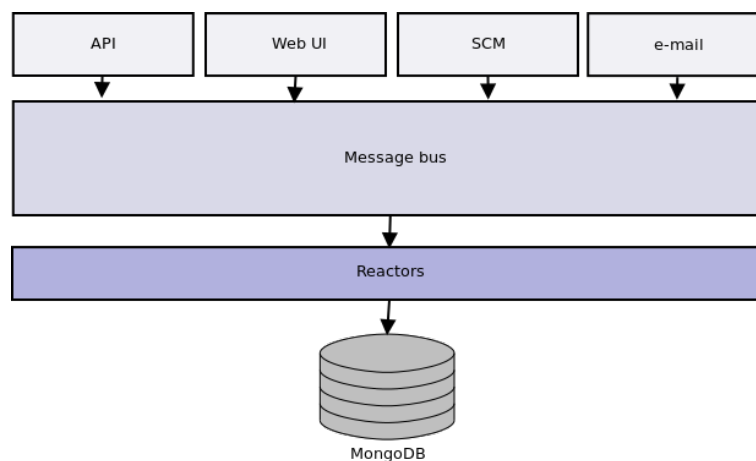 API
Web UI
SCM
e-mail
Message bus
Reactors
MongoDB